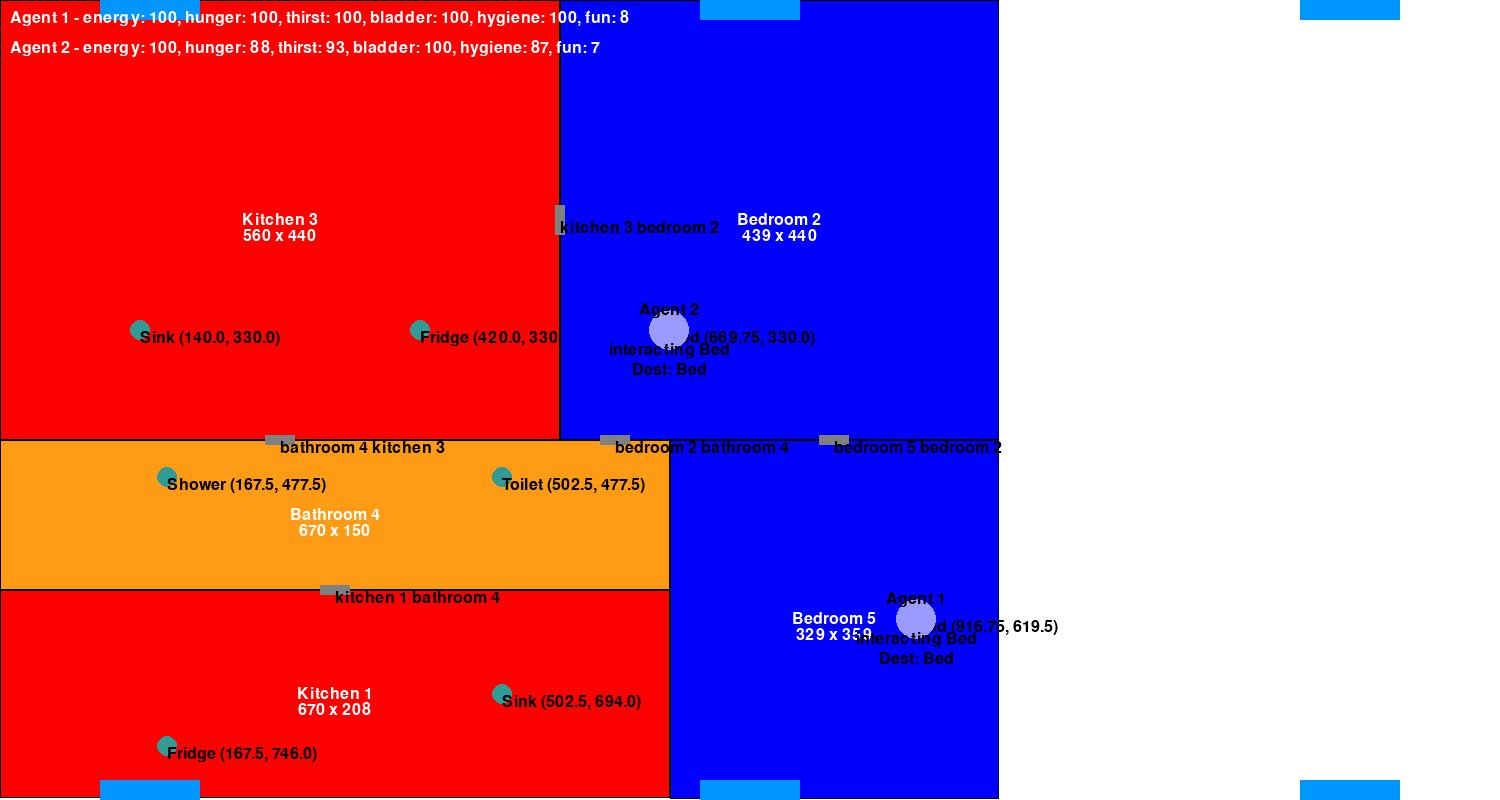 Agent 1 - energy: 100, hunger: 100, thirst: 100, bladder: 100, hygiene: 100, fun: 8
Agent 2 - energy: 100, hunger: 88, thirst: 93, bladder: 100, hygiene: 87, fun: 7
Kitchen 3
560 x 440
kitchen 3 bedroom 2
Bedroom 2
439 x 440
Sink (140.0, 330.0)
Fridge (420.0, 330
Agent 2
d (669.75, 330.0)
interacting Bed
Dest: Bed
bathroom 4 kitchen 3
bedroom 2 bathroom 4
bedroom 5 bedroom 2
Shower (167.5, 477.5)
Toilet (502.5, 477.5)
Bathroom 4
670 x 150
kitchen 1 bathroom 4
Agent 1
Bedroom 5
329 x 359
d (916.75, 619.5)
interacting Bed
Dest: Bed
Kitchen 1
670 x 208
Sink (502.5, 694.0)
Fridge (167.5, 746.0)